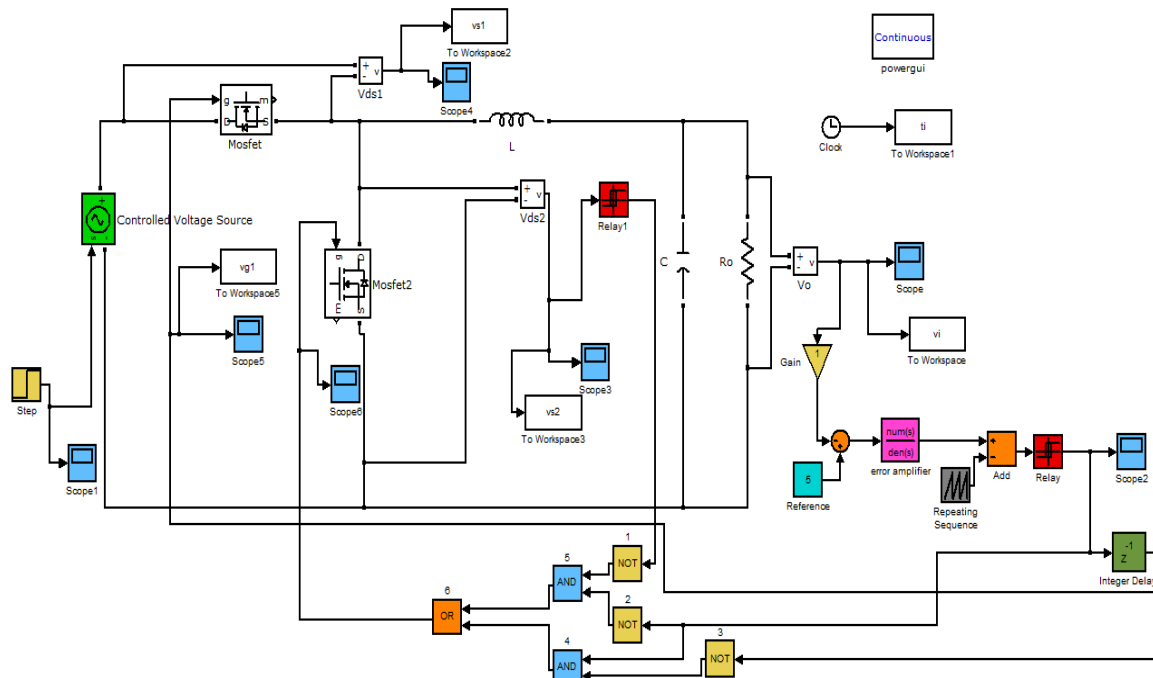 vs1
To Workspace2
Continuous
powergui
+
-
v
Vds1
Scope4
g
m
D
S
Mosfet
L
Clock
ti
To Workspace1
+
Controlled Voltage Source
s
-
+
-
v
Vds2
Relay1
vg1
To Workspace5
g
D
m
S
Mosfet2
C
Ro
+
-
v
Vo
Scope
vi
To Workspace
1
Gain
Scope5
Scope6
Scope3
vs2
To Workspace3
Step
Scope1
num(s)
den(s)
error amplifier
5
Reference
Repeating
Sequence
+
-
Add
Relay
Scope2
-1
Z
Integer Delay
1
NOT
5
AND
6
OR
2
NOT
3
NOT
4
AND